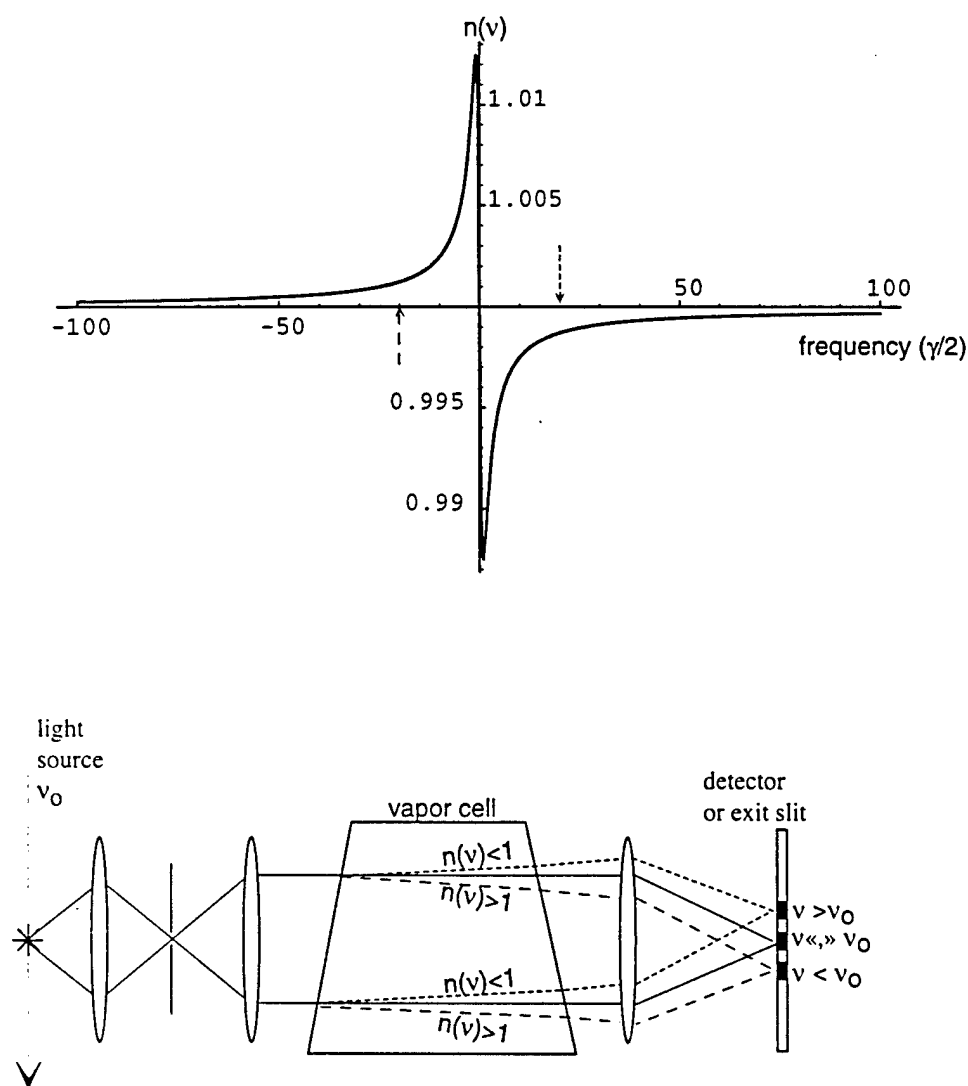 n(ν)
1.01
1.005
50
100
-100
-50
frequency (γ/2)
0.995
0.99
light
source
ν₀
detector
or exit slit
vapor cell
n(ν)<1
n(ν)>1
ν >ν₀
ν«,» ν₀
ν < ν₀
n(ν)<1
n(ν)>1